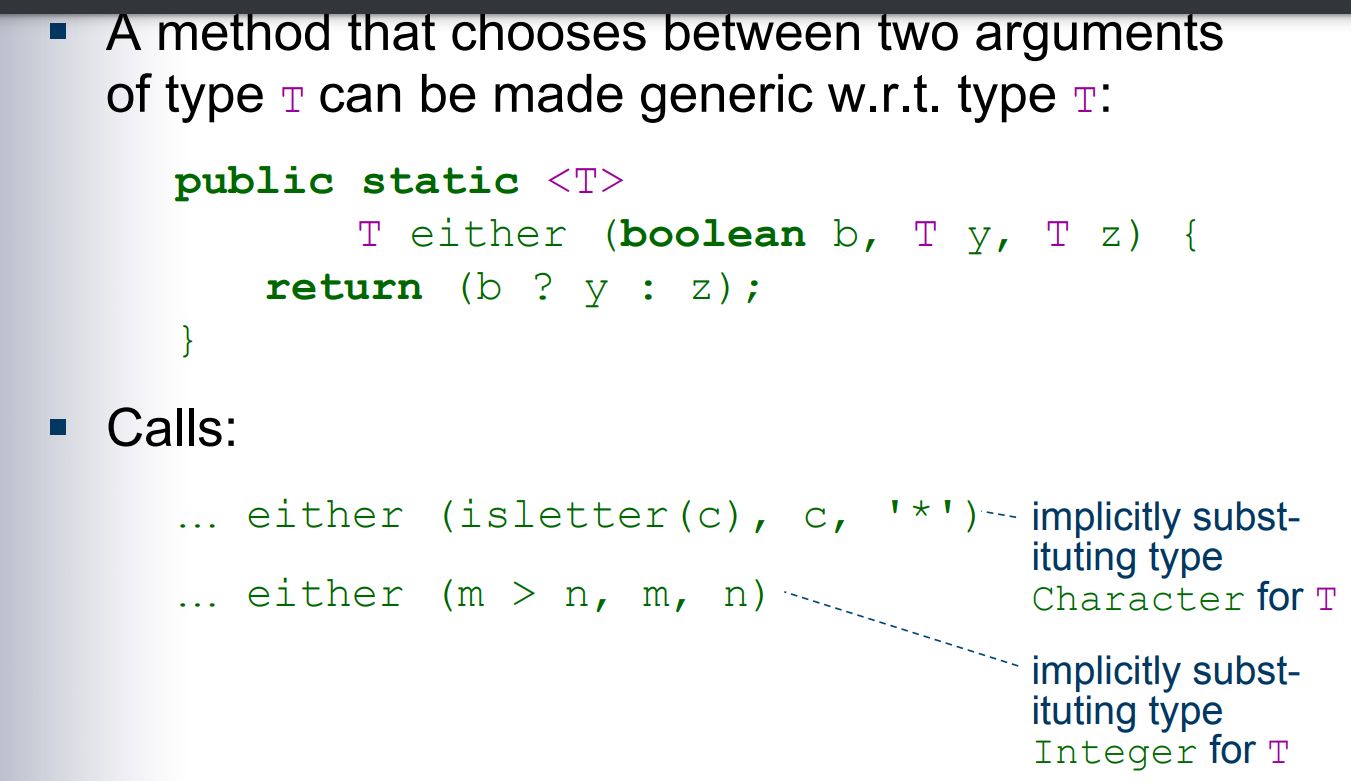 ▪ A method that chooses between two arguments
of type T can be made generic w.r.t. type T:
public static <T>
T either (boolean b, T y, T z) {
return (b ? y : z);
}
▪ Calls:
… either (isletter(c), c, '*')
implicitly subst-
ituting type
Character for T
… either (m > n, m, n)
implicitly subst-
ituting type
Integer for T